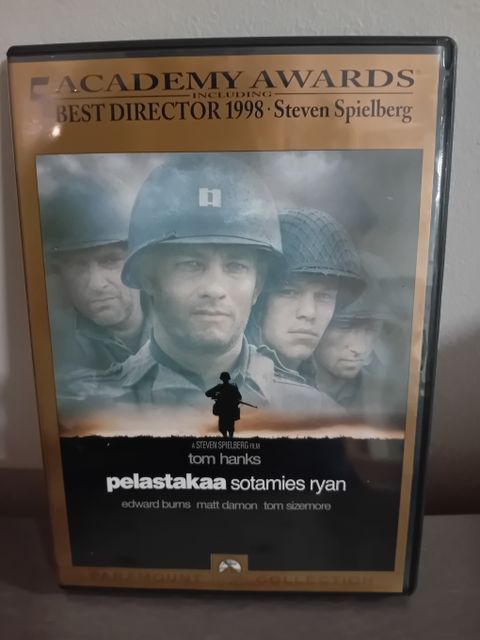 5 ACADEMY AWARDS
INCLUDING
BEST DIRECTOR 1998 · Steven Spielberg
A STEVEN SPIELBERG FILM
tom hanks
pelastakaa sotamies ryan
edward burns matt damon tom sizemore
PARAMOUNT COLLECTION